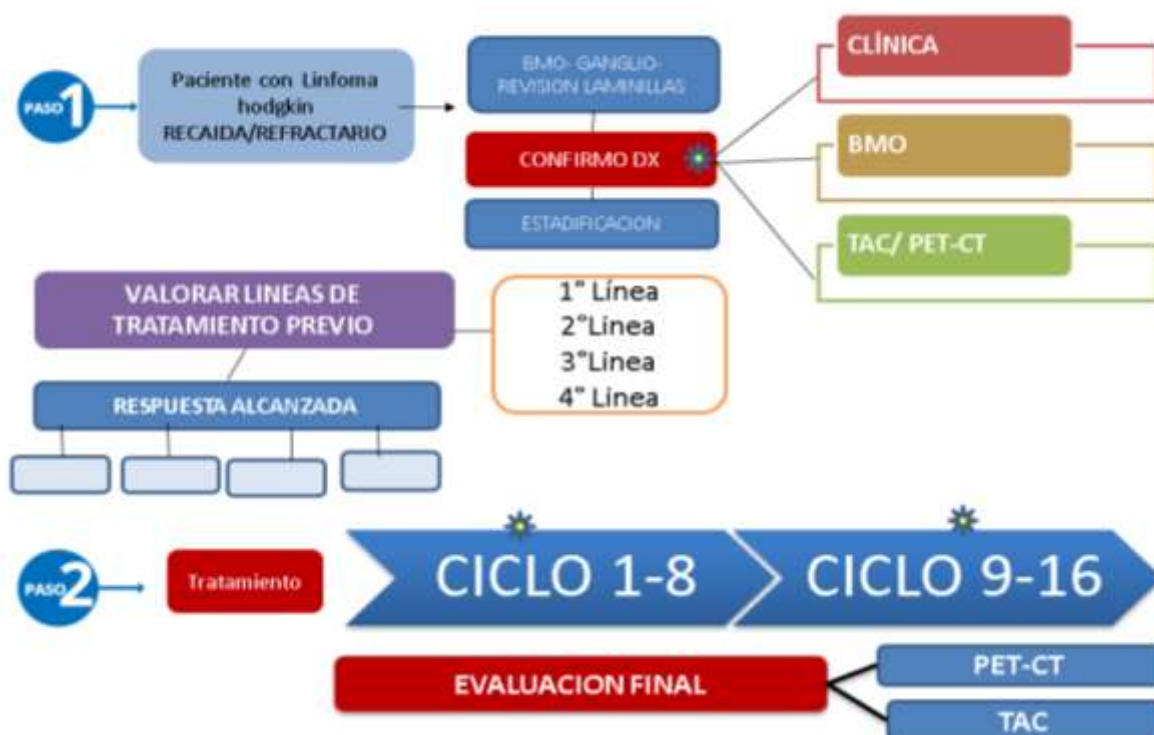 PASO 1
Paciente con Linfoma
hodgkin
RECAIDA/REFRACTARIO
BMO- GANGLIO-
REVISION LAMINILLAS
CONFIRMO DX
ESTADIFICACION
CLÍNICA
BMO
TAC/ PET-CT
VALORAR LINEAS DE
TRATAMIENTO PREVIO
1° Línea
2°Linea
3°Linea
4° Línea
RESPUESTA ALCANZADA
PASO 2
Tratamiento
CICLO 1-8
CICLO 9-16
EVALUACION FINAL
PET-CT
TAC